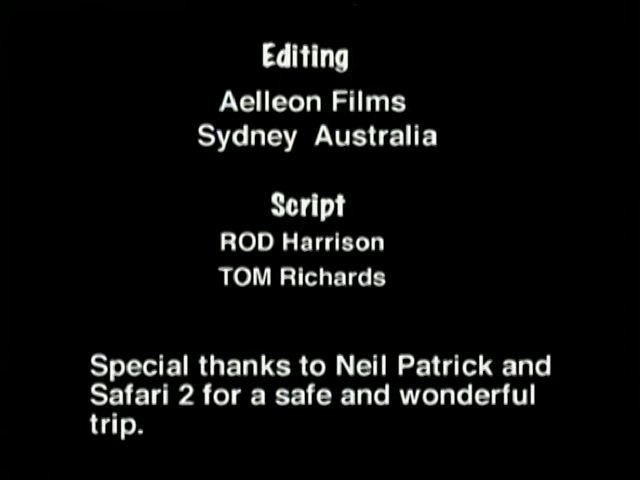 Editing
Aelleon Films
Sydney Australia
Script
ROD Harrison
TOM Richards
Special thanks to Neil Patrick and
Safari 2 for a safe and wonderful
trip.